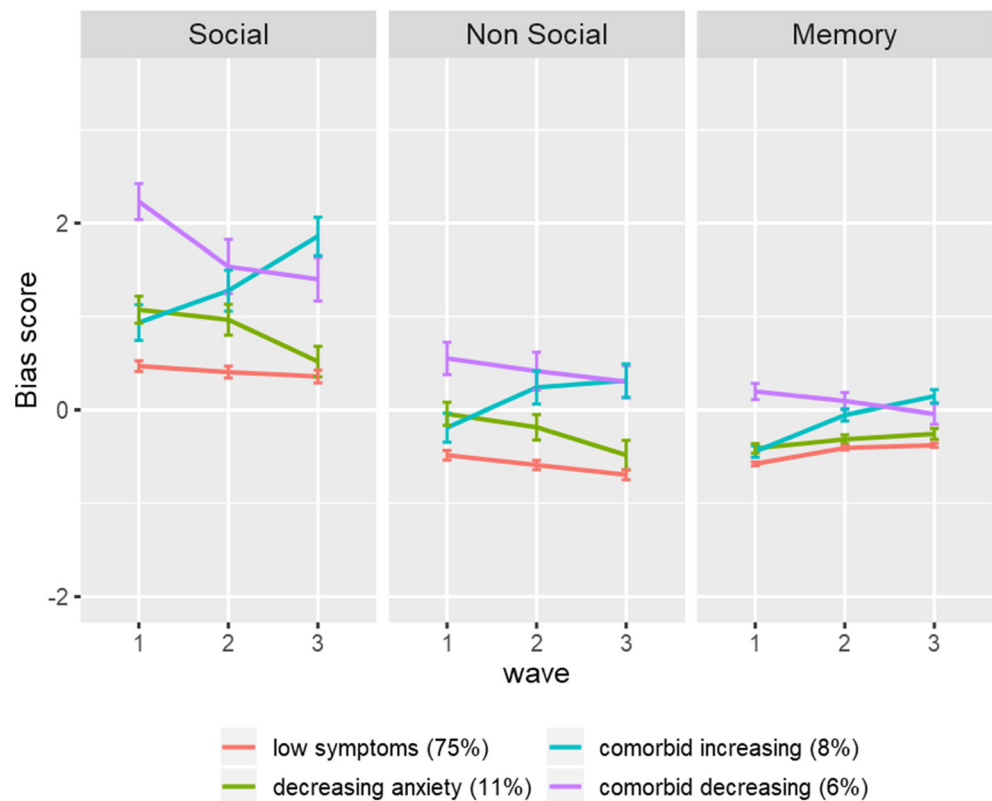 Social Non Social Memory
Bias score
2
0
-2
1 2 3 1 2 3 1 2 3
wave
low symptoms (75%) comorbid increasing (8%)
decreasing anxiety (11%) comorbid decreasing (6%)